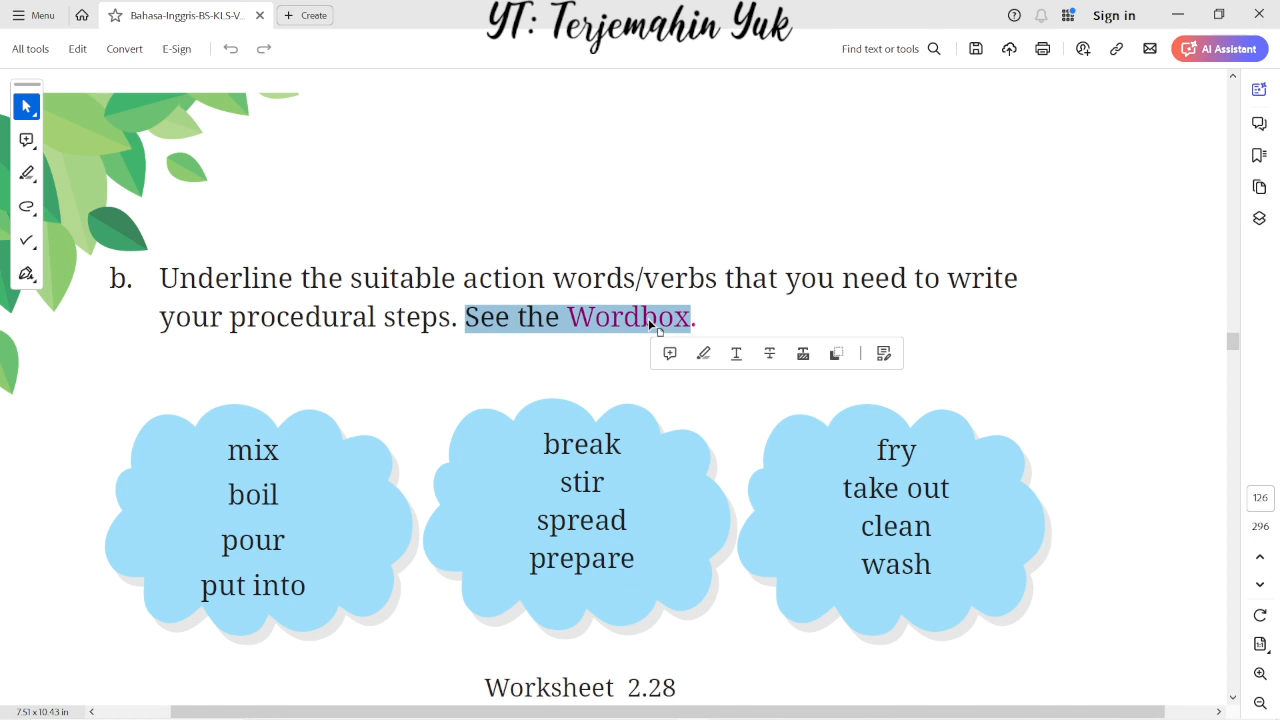 Menu
Bahasa-Inggris-BS-KLS-V...
Create
YT: Terjemahin Yuk
Sign in
All tools
Edit
Convert
E-Sign
Find text or tools
AI Assistant
b. Underline the suitable action words/verbs that you need to write
your procedural steps. See the Wordbox.
mix
boil
pour
put into
break
stir
spread
prepare
fry
take out
clean
wash
Worksheet 2.28
126
296
7.51 x 10.43 in